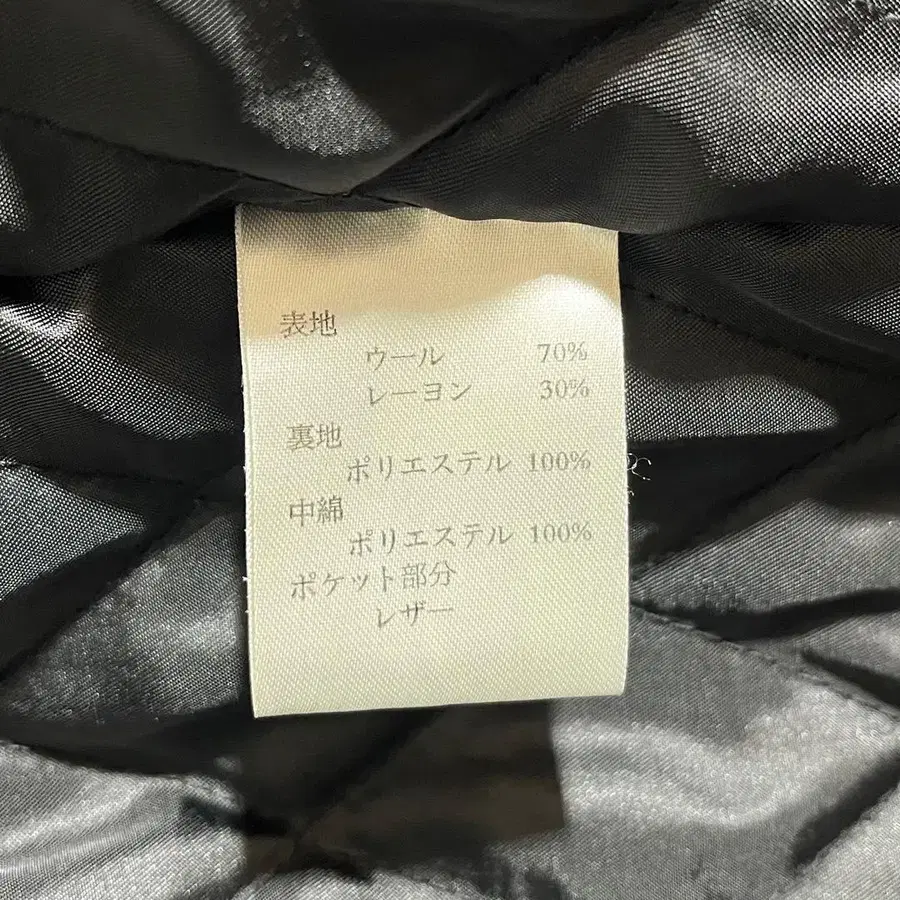 表地
ウール 70%
レーヨン 30%
裏地
ポリエステル 100%
中綿
ポリエステル 100%
ポケット部分
レザー